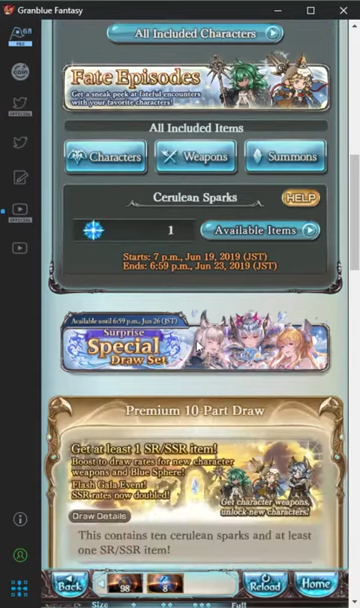 Granblue Fantasy
All Included Characters
Fate Episodes
Get a sneak peek at fateful encounters
with your favorite characters!
All Included Items
Characters
Weapons
Summons
Cerulean Sparks
HELP
1
Available Items
Starts: 7 p.m., Jun 19, 2019 (JST)
Ends: 6:59 p.m., Jun 23, 2019 (JST)
Available until 6:59 p.m., Jun 26 (JST)
Surprise
Special
Draw Set
Premium 10-Part Draw
Get at least 1 SR/SSR item!
Boost to draw rates for new character
weapons and Blue Sphere!
Flash Gala Event!
SSR rates now doubled!
Get character weapons,
unlock new characters!
Draw Details
This contains ten cerulean sparks and at least
one SR/SSR item!
Back
98
8
Reload
Home
Size
Full